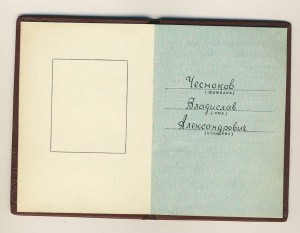 Чесноков
(фамилия)
Владислав
(имя)
Александрович
(отчество)